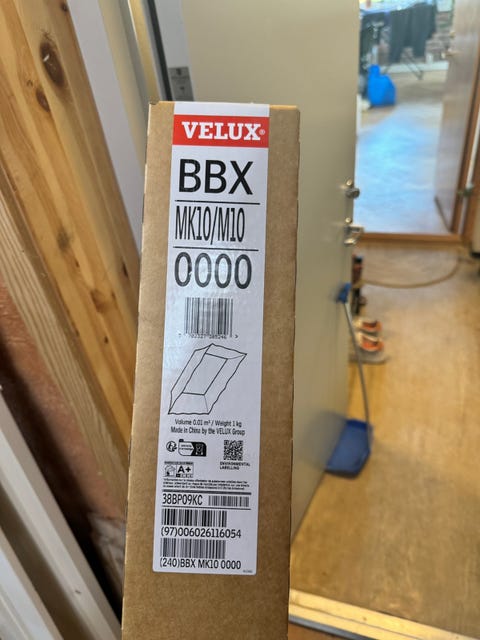 VELUX®
BBX
MK10/M10
0000
Volume 0.01 m³ / Weight 1 kg
Made in China by the VELUX Group
ENVIRONMENTAL
LABELLING
A+
38BP09KC
(97)006026116054
(240)BBX MK10 0000